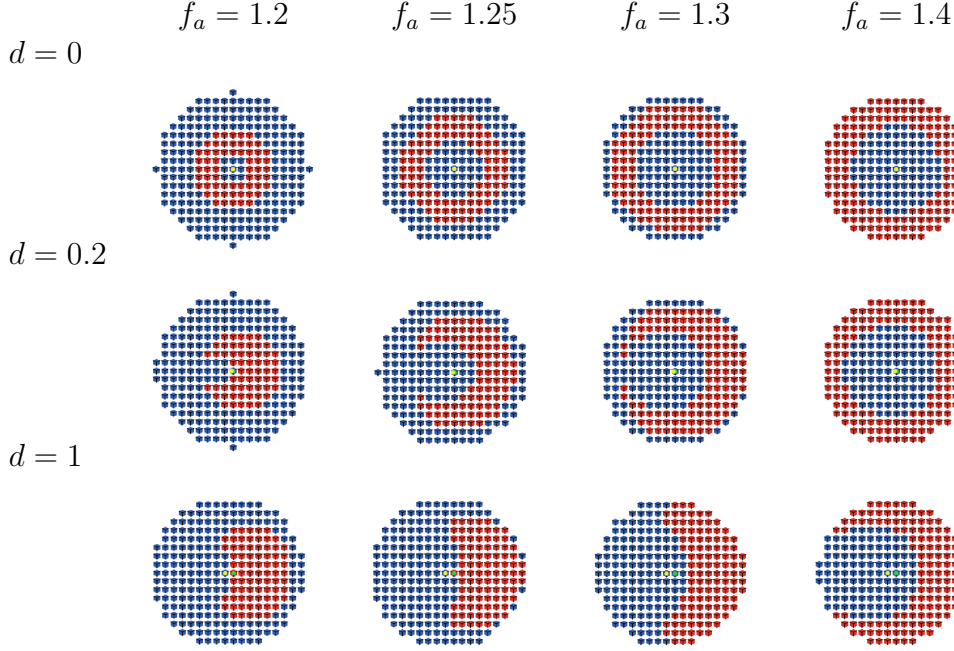 f_a = 1.2 f_a = 1.25 f_a = 1.3 f_a = 1.4
d = 0
d = 0.2
d = 1